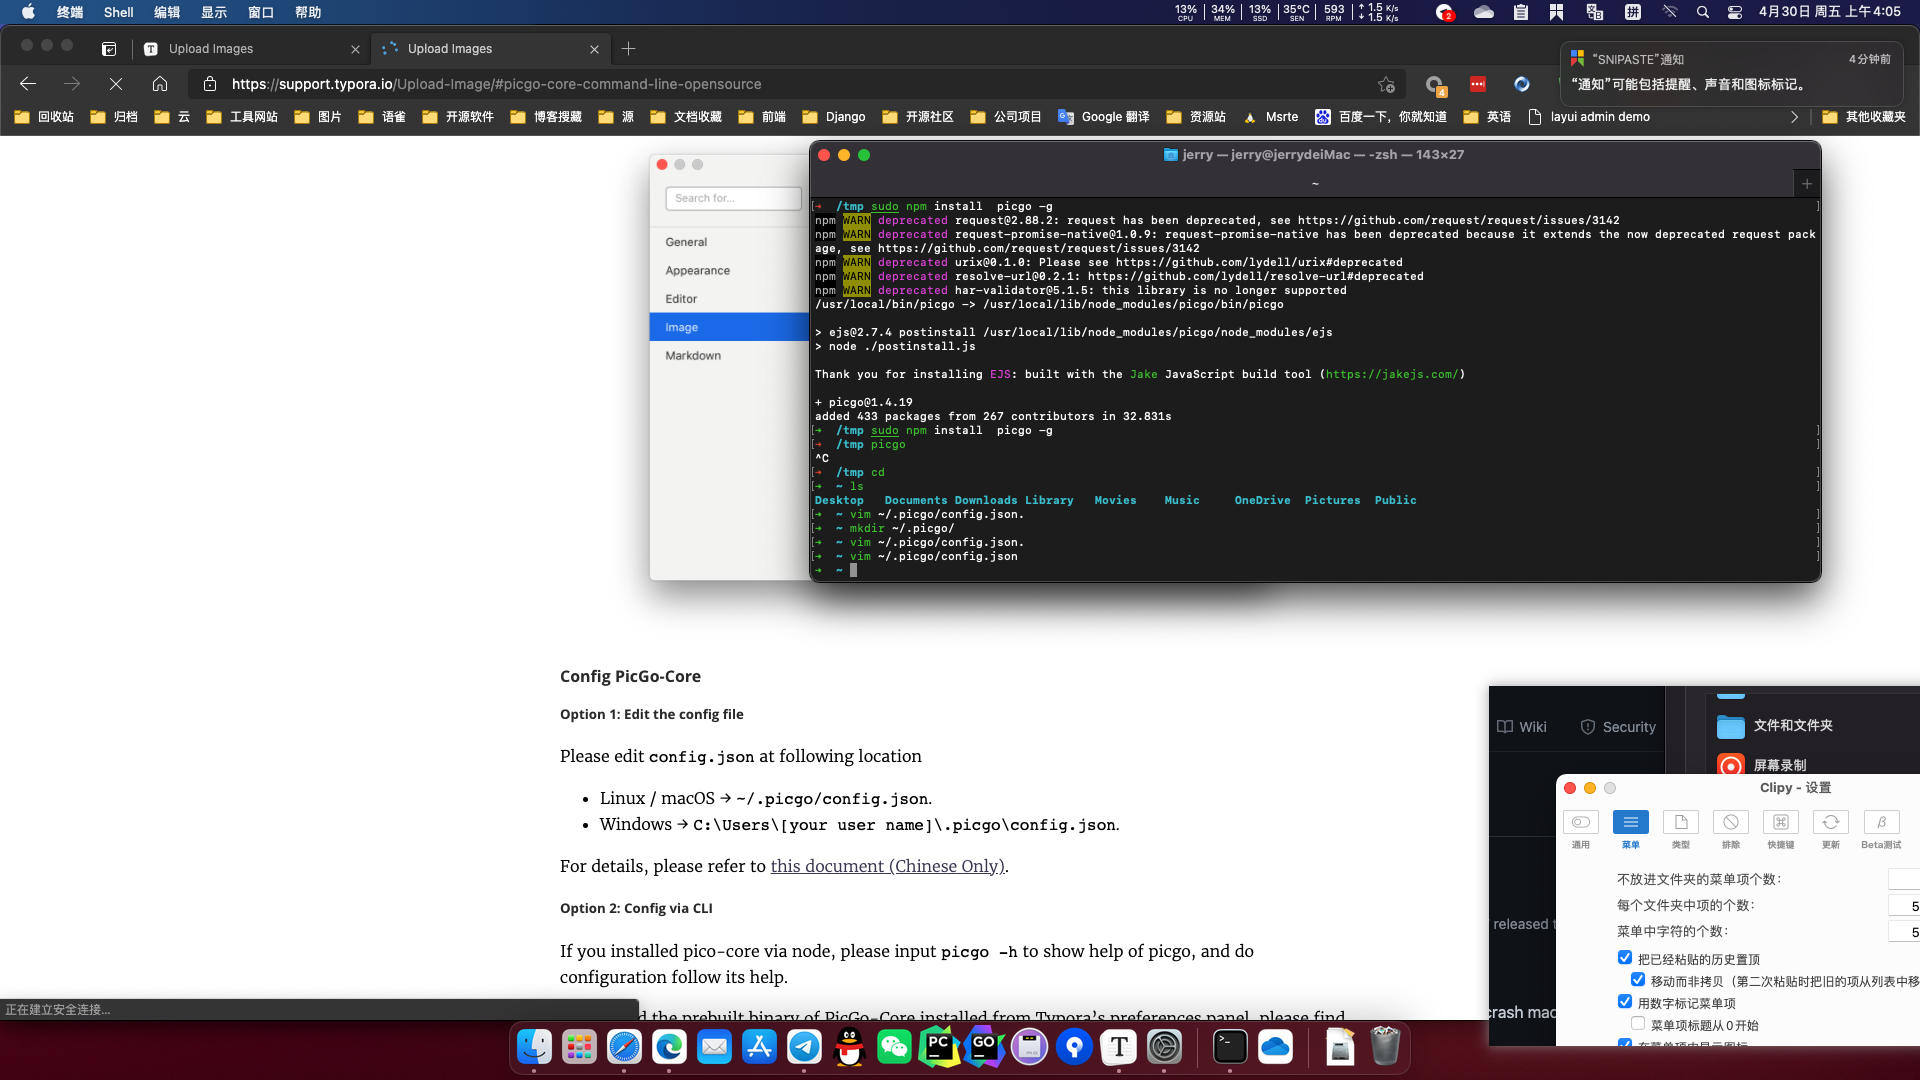 终端 Shell 编辑 显示 窗口 帮助
13% CPU 34% MEM 13% SSD 35°C SEN 593 RPM ↑ 1.5 K/s ↓ 1.5 K/s
2
拼
4月30日 周五 上午4:05
Upload Images
Upload Images
https://support.typora.io/Upload-Image/#picgo-core-command-line-opensource
4
“SNIPASTE”通知 4分钟前
“通知”可能包括提醒、声音和图标标记。
回收站 归档 云 工具网站 图片 语雀 开源软件 博客搜藏 源 文档收藏 前端 Django 开源社区 公司项目 Google 翻译 资源站 Msrte 百度一下，你就知道 英语 layui admin demo 其他收藏夹
Search for...
General
Appearance
Editor
Image
Markdown
jerry — jerry@jerrydeiMac — -zsh — 143×27
~
[→ /tmp sudo npm install  picgo -g ]
npm WARN deprecated request@2.88.2: request has been deprecated, see https://github.com/request/request/issues/3142
npm WARN deprecated request-promise-native@1.0.9: request-promise-native has been deprecated because it extends the now deprecated request pack
age, see https://github.com/request/request/issues/3142
npm WARN deprecated urix@0.1.0: Please see https://github.com/lydell/urix#deprecated
npm WARN deprecated resolve-url@0.2.1: https://github.com/lydell/resolve-url#deprecated
npm WARN deprecated har-validator@5.1.5: this library is no longer supported
/usr/local/bin/picgo -> /usr/local/lib/node_modules/picgo/bin/picgo
> ejs@2.7.4 postinstall /usr/local/lib/node_modules/picgo/node_modules/ejs
> node ./postinstall.js
Thank you for installing EJS: built with the Jake JavaScript build tool (https://jakejs.com/)
+ picgo@1.4.19
added 433 packages from 267 contributors in 32.831s
[→ /tmp sudo npm install  picgo -g ]
[→ /tmp picgo ]
^C
[→ /tmp cd ]
[→ ~ ls ]
Desktop Documents Downloads Library Movies Music OneDrive Pictures Public
[→ ~ vim ~/.picgo/config.json. ]
[→ ~ mkdir ~/.picgo/ ]
[→ ~ vim ~/.picgo/config.json. ]
[→ ~ vim ~/.picgo/config.json ]
→ ~
Config PicGo-Core
Option 1: Edit the config file
Please edit config.json at following location
• Linux / macOS → ~/.picgo/config.json.
• Windows → C:\Users\[your user name]\.picgo\config.json.
For details, please refer to this document (Chinese Only).
Option 2: Config via CLI
If you installed pico-core via node, please input picgo -h to show help of picgo, and do
configuration follow its help.
d the prebuilt binary of PicGo-Core installed from Typora’s preferences panel, please find
正在建立安全连接...
Wiki Security
released
crash mac
文件和文件夹
屏幕录制
Clipy - 设置
通用 菜单 类型 排除 快捷键 更新 Beta测试
不放进文件夹的菜单项个数：
每个文件夹中项的个数： 5
菜单中字符的个数： 5
把已经粘贴的历史置顶
移动而非拷贝（第二次粘贴时把旧的项从列表中移
用数字标记菜单项
菜单项标题从0开始
在菜单项中显示图标
PC
GO
T